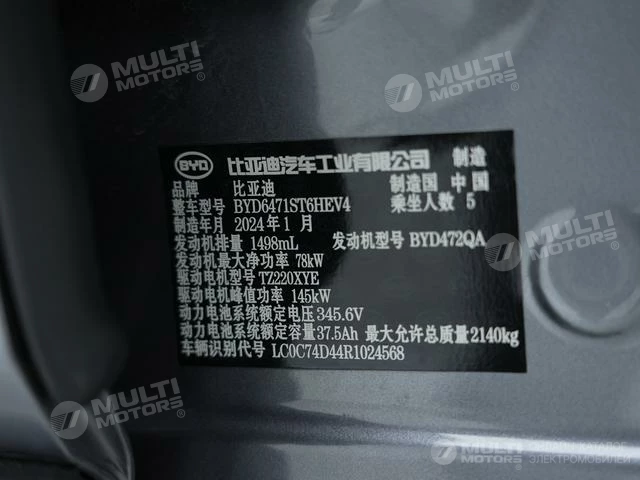 MULTI MOTORS
MULTI MOTORS
BYD 比亚迪汽车工业有限公司 制造
品牌 比亚迪 制造国 中国
整车型号 BYD6471ST6HEV4 乘坐人数 5
制造年月 2024年1月
发动机排量 1498mL 发动机型号 BYD472QA
发动机最大净功率 78kW
驱动电机型号 TZ220XYE
驱动电机峰值功率 145kW
动力电池系统额定电压 345.6V
动力电池系统额定容量 37.5Ah 最大允许总质量 2140kg
车辆识别代号 LC0C74D44R1024568
MULTI MOTORS
MULTI MOTORS
MULTI MOTORS
ЭЛЕКТРОМОБИЛЕЙ